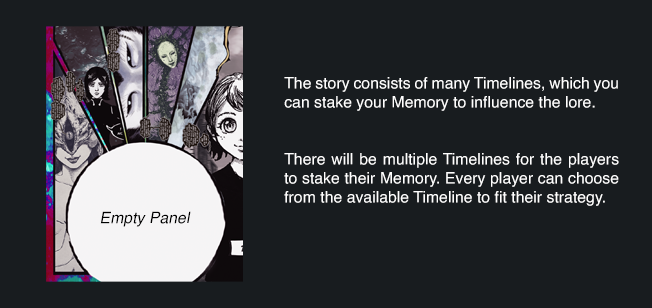 The story consists of many Timelines, which you
can stake your Memory to influence the lore.
There will be multiple Timelines for the players
to stake their Memory. Every player can choose
from the available Timeline to fit their strategy.
Empty Panel